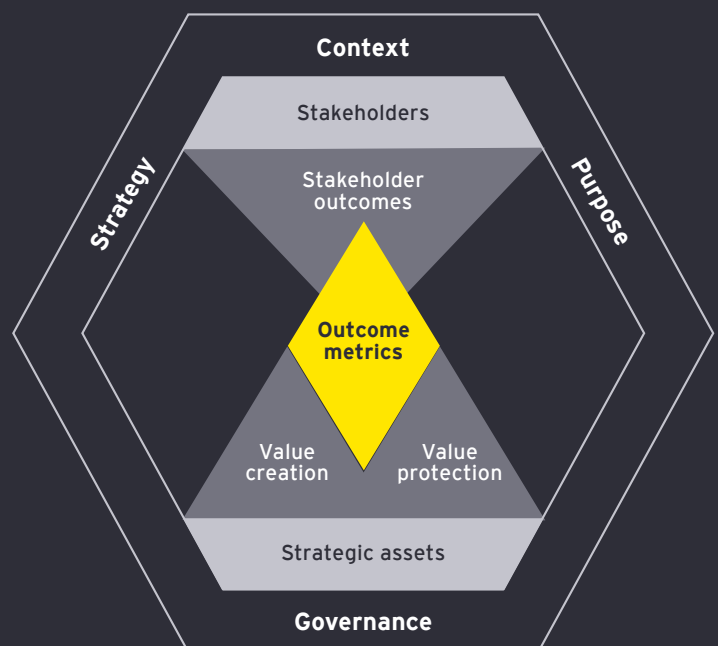 Context
Stakeholders
Strategy
Purpose
Stakeholder
outcomes
Outcome
metrics
Value
creation
Value
protection
Strategic assets
Governance